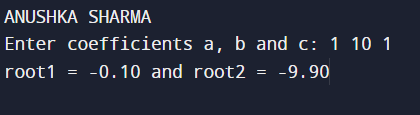 ANUSHKA SHARMA
Enter coefficients a, b and c: 1 10 1
root1 = -0.10 and root2 = -9.90